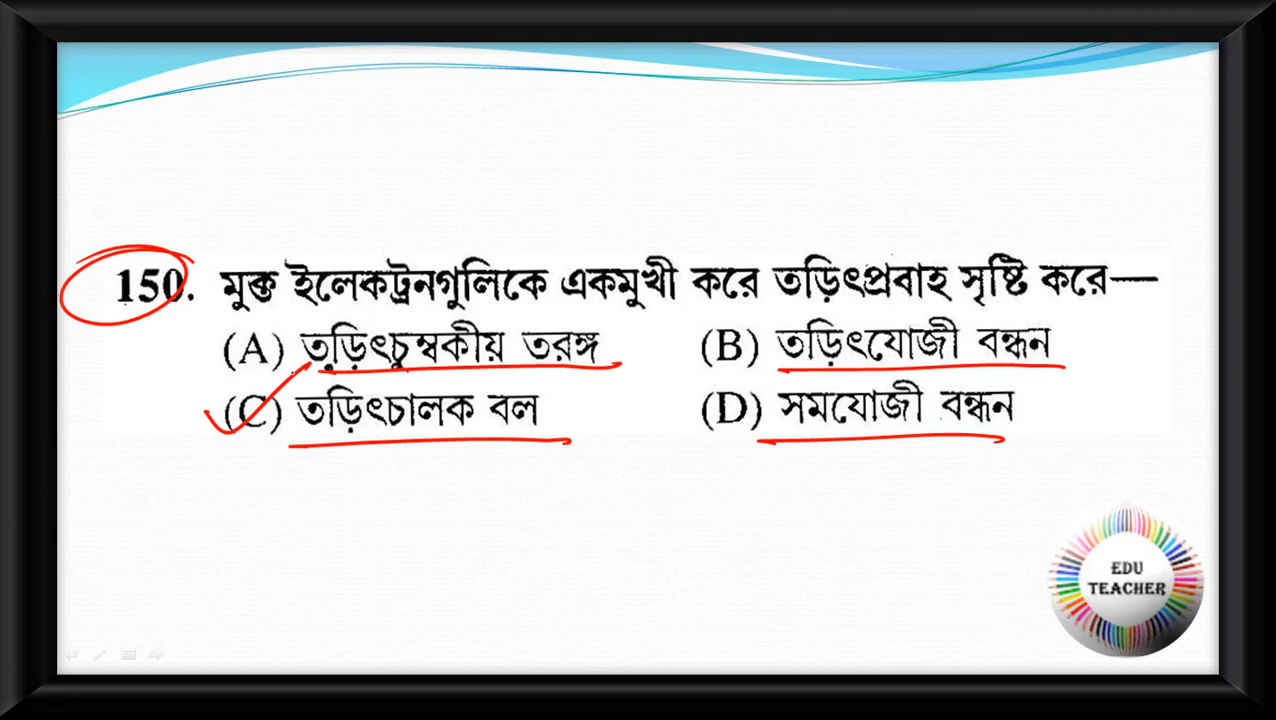 150. মুক্ত ইলেকট্রনগুলিকে একমুখী করে তড়িৎপ্রবাহ সৃষ্টি করে—
(A) তড়িৎচুম্বকীয় তরঙ্গ (B) তড়িৎযোজী বন্ধন
(C) তড়িৎচালক বল (D) সমযোজী বন্ধন
EDU
TEACHER